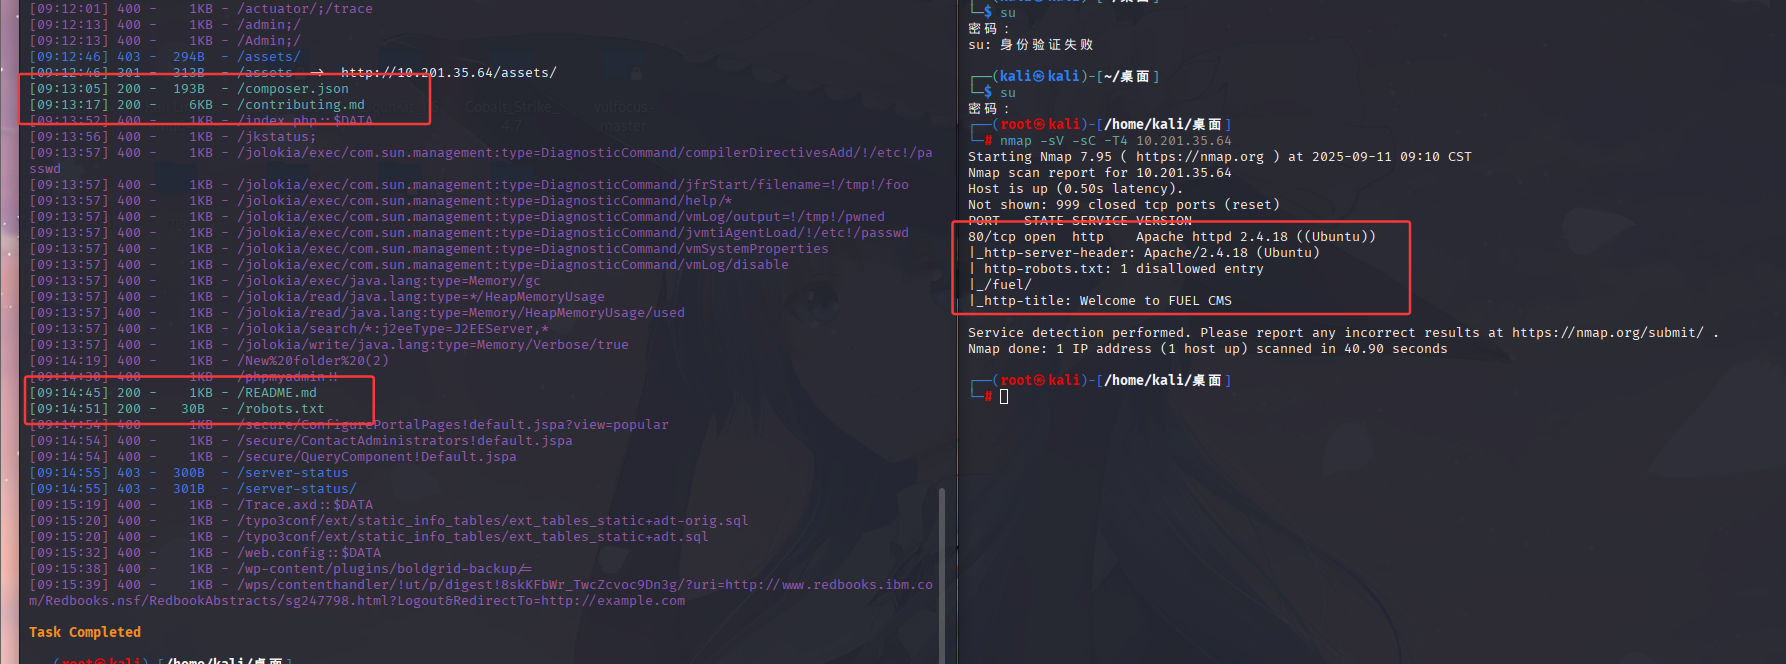 [09:12:01] 400 -    1KB - /actuator/;/trace
[09:12:13] 400 -    1KB - /admin;/
[09:12:13] 400 -    1KB - /Admin;/
[09:12:46] 403 -  294B  - /assets/
[09:12:46] 301 -  313B  - /assets  →  http://10.201.35.64/assets/
[09:13:05] 200 -  193B  - /composer.json
[09:13:17] 200 -    6KB - /contributing.md
[09:13:52] 400 -    1KB - /index.php::$DATA
[09:13:56] 400 -    1KB - /jkstatus;
[09:13:57] 400 -    1KB - /jolokia/exec/com.sun.management:type=DiagnosticCommand/compilerDirectivesAdd/!/etc!/pa
sswd
[09:13:57] 400 -    1KB - /jolokia/exec/com.sun.management:type=DiagnosticCommand/jfrStart/filename=!/tmp!/foo
[09:13:57] 400 -    1KB - /jolokia/exec/com.sun.management:type=DiagnosticCommand/help/*
[09:13:57] 400 -    1KB - /jolokia/exec/com.sun.management:type=DiagnosticCommand/vmLog/output=!/tmp!/pwned
[09:13:57] 400 -    1KB - /jolokia/exec/com.sun.management:type=DiagnosticCommand/jvmtiAgentLoad/!/etc!/passwd
[09:13:57] 400 -    1KB - /jolokia/exec/com.sun.management:type=DiagnosticCommand/vmSystemProperties
[09:13:57] 400 -    1KB - /jolokia/exec/com.sun.management:type=DiagnosticCommand/vmLog/disable
[09:13:57] 400 -    1KB - /jolokia/exec/java.lang:type=Memory/gc
[09:13:57] 400 -    1KB - /jolokia/read/java.lang:type=*/HeapMemoryUsage
[09:13:57] 400 -    1KB - /jolokia/read/java.lang:type=Memory/HeapMemoryUsage/used
[09:13:57] 400 -    1KB - /jolokia/search/*:j2eeType=J2EEServer,*
[09:13:57] 400 -    1KB - /jolokia/write/java.lang:type=Memory/Verbose/true
[09:14:19] 400 -    1KB - /New%20folder%20(2)
[09:14:30] 400 -    1KB - /phpmyadmin!!
[09:14:45] 200 -    1KB - /README.md
[09:14:51] 200 -   30B  - /robots.txt
[09:14:54] 400 -    1KB - /secure/ConfigurePortalPages!default.jspa?view=popular
[09:14:54] 400 -    1KB - /secure/ContactAdministrators!default.jspa
[09:14:54] 400 -    1KB - /secure/QueryComponent!Default.jspa
[09:14:55] 403 -  300B  - /server-status
[09:14:55] 403 -  301B  - /server-status/
[09:15:19] 400 -    1KB - /Trace.axd::$DATA
[09:15:20] 400 -    1KB - /typo3conf/ext/static_info_tables/ext_tables_static+adt-orig.sql
[09:15:20] 400 -    1KB - /typo3conf/ext/static_info_tables/ext_tables_static+adt.sql
[09:15:32] 400 -    1KB - /web.config::$DATA
[09:15:38] 400 -    1KB - /wp-content/plugins/boldgrid-backup/=
[09:15:39] 400 -    1KB - /wps/contenthandler/!ut/p/digest!8skKFbWr_TwcZcvoc9Dn3g/?uri=http://www.redbooks.ibm.co
m/Redbooks.nsf/RedbookAbstracts/sg247798.html?Logout&RedirectTo=http://example.com
Task Completed
(root㉿kali)-[/home/kali/桌面]
Cobalt_Strike_
4.7
vulfocus-
master
(kali㉿kali)-[~/桌面]
└─$ su
密码：
su: 身份验证失败
┌──(kali㉿kali)-[~/桌面]
└─$ su
密码：
┌──(root㉿kali)-[/home/kali/桌面]
└─# nmap -sV -sC -T4 10.201.35.64
Starting Nmap 7.95 ( https://nmap.org ) at 2025-09-11 09:10 CST
Nmap scan report for 10.201.35.64
Host is up (0.50s latency).
Not shown: 999 closed tcp ports (reset)
PORT   STATE SERVICE VERSION
80/tcp open  http    Apache httpd 2.4.18 ((Ubuntu))
|_http-server-header: Apache/2.4.18 (Ubuntu)
| http-robots.txt: 1 disallowed entry
|_/fuel/
|_http-title: Welcome to FUEL CMS
Service detection performed. Please report any incorrect results at https://nmap.org/submit/ .
Nmap done: 1 IP address (1 host up) scanned in 40.90 seconds
┌──(root㉿kali)-[/home/kali/桌面]
└─#